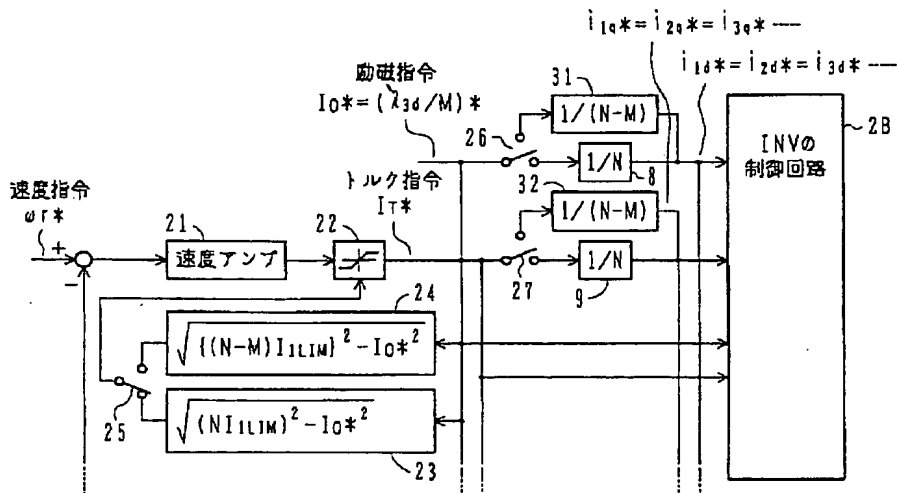 i1q*=i2q*=i3q* ----
i1d*=i2d*=i3d* ----
励磁指令
I0*=(λ3d/M)*
31
1/(N-M)
2B
26
INVの
制御回路
1/N
8
トルク指令
IT*
32
1/(N-M)
速度指令
ωr*
21
22
+
速度アンプ
1/N
-
27
9
24
√{(N-M)I1LIM}²-I0*²
25
√(NI1LIM)²-I0*²
23